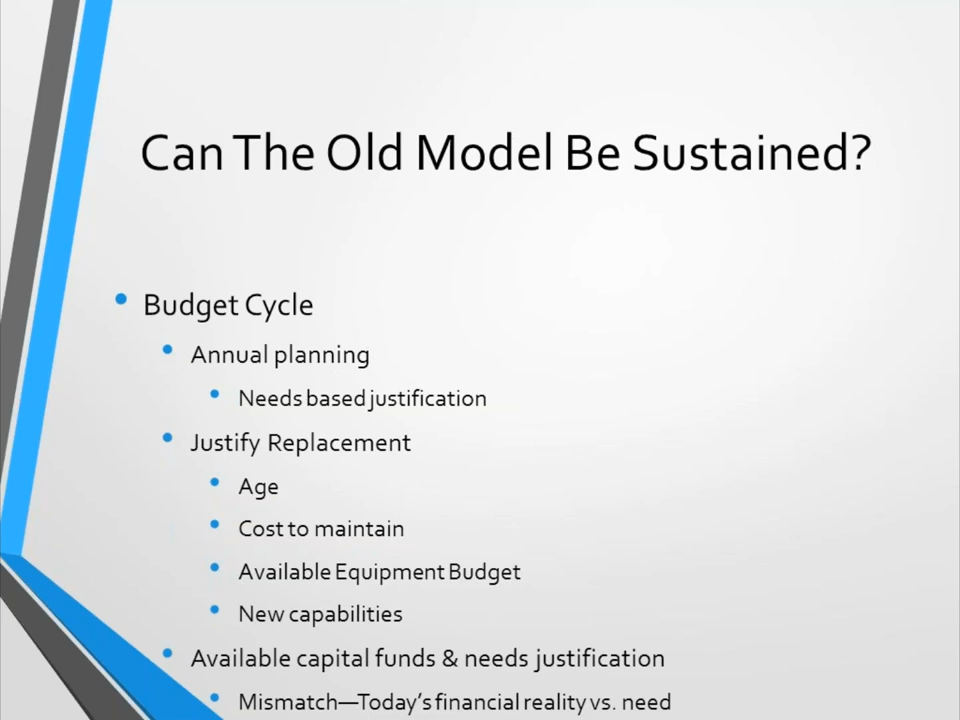 Can The Old Model Be Sustained?
Budget Cycle
Annual planning
Needs based justification
Justify Replacement
Age
Cost to maintain
Available Equipment Budget
New capabilities
Available capital funds & needs justification
Mismatch—Today's financial reality vs. need